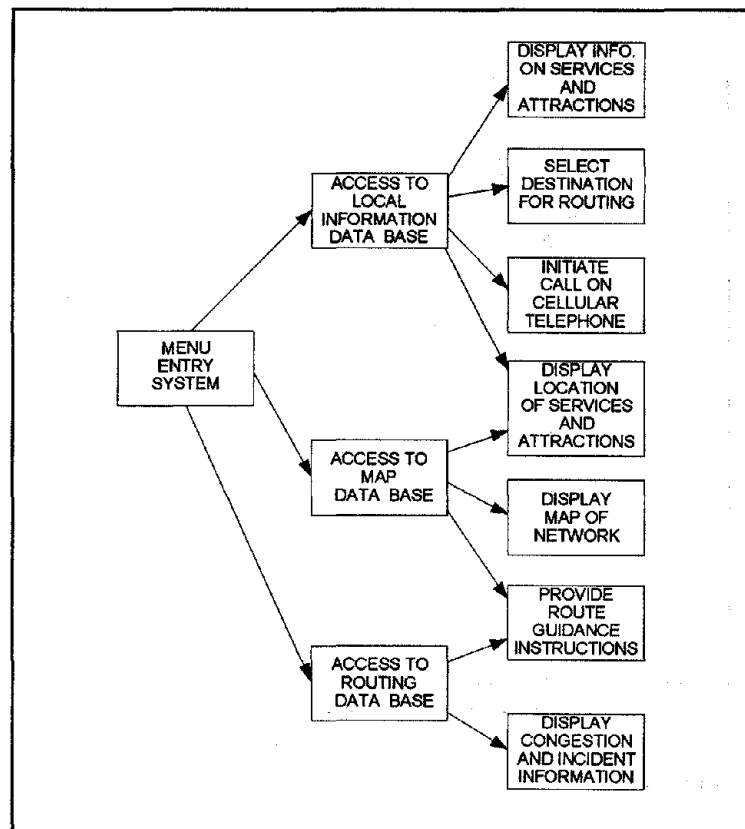 DISPLAY INFO.
ON SERVICES
AND
ATTRACTIONS
SELECT
DESTINATION
FOR ROUTING
ACCESS TO
LOCAL
INFORMATION
DATA BASE
INITIATE
CALL ON
CELLULAR
TELEPHONE
MENU
ENTRY
SYSTEM
DISPLAY
LOCATION
OF SERVICES
AND
ATTRACTIONS
ACCESS TO
MAP
DATA BASE
DISPLAY
MAP OF
NETWORK
PROVIDE
ROUTE
GUIDANCE
INSTRUCTIONS
ACCESS TO
ROUTING
DATA BASE
DISPLAY
CONGESTION
AND INCIDENT
INFORMATION